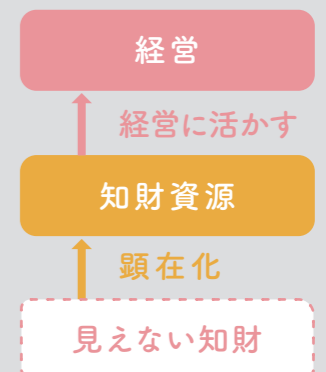 経営
経営に活かす
知財資源
顕在化
見えない知財